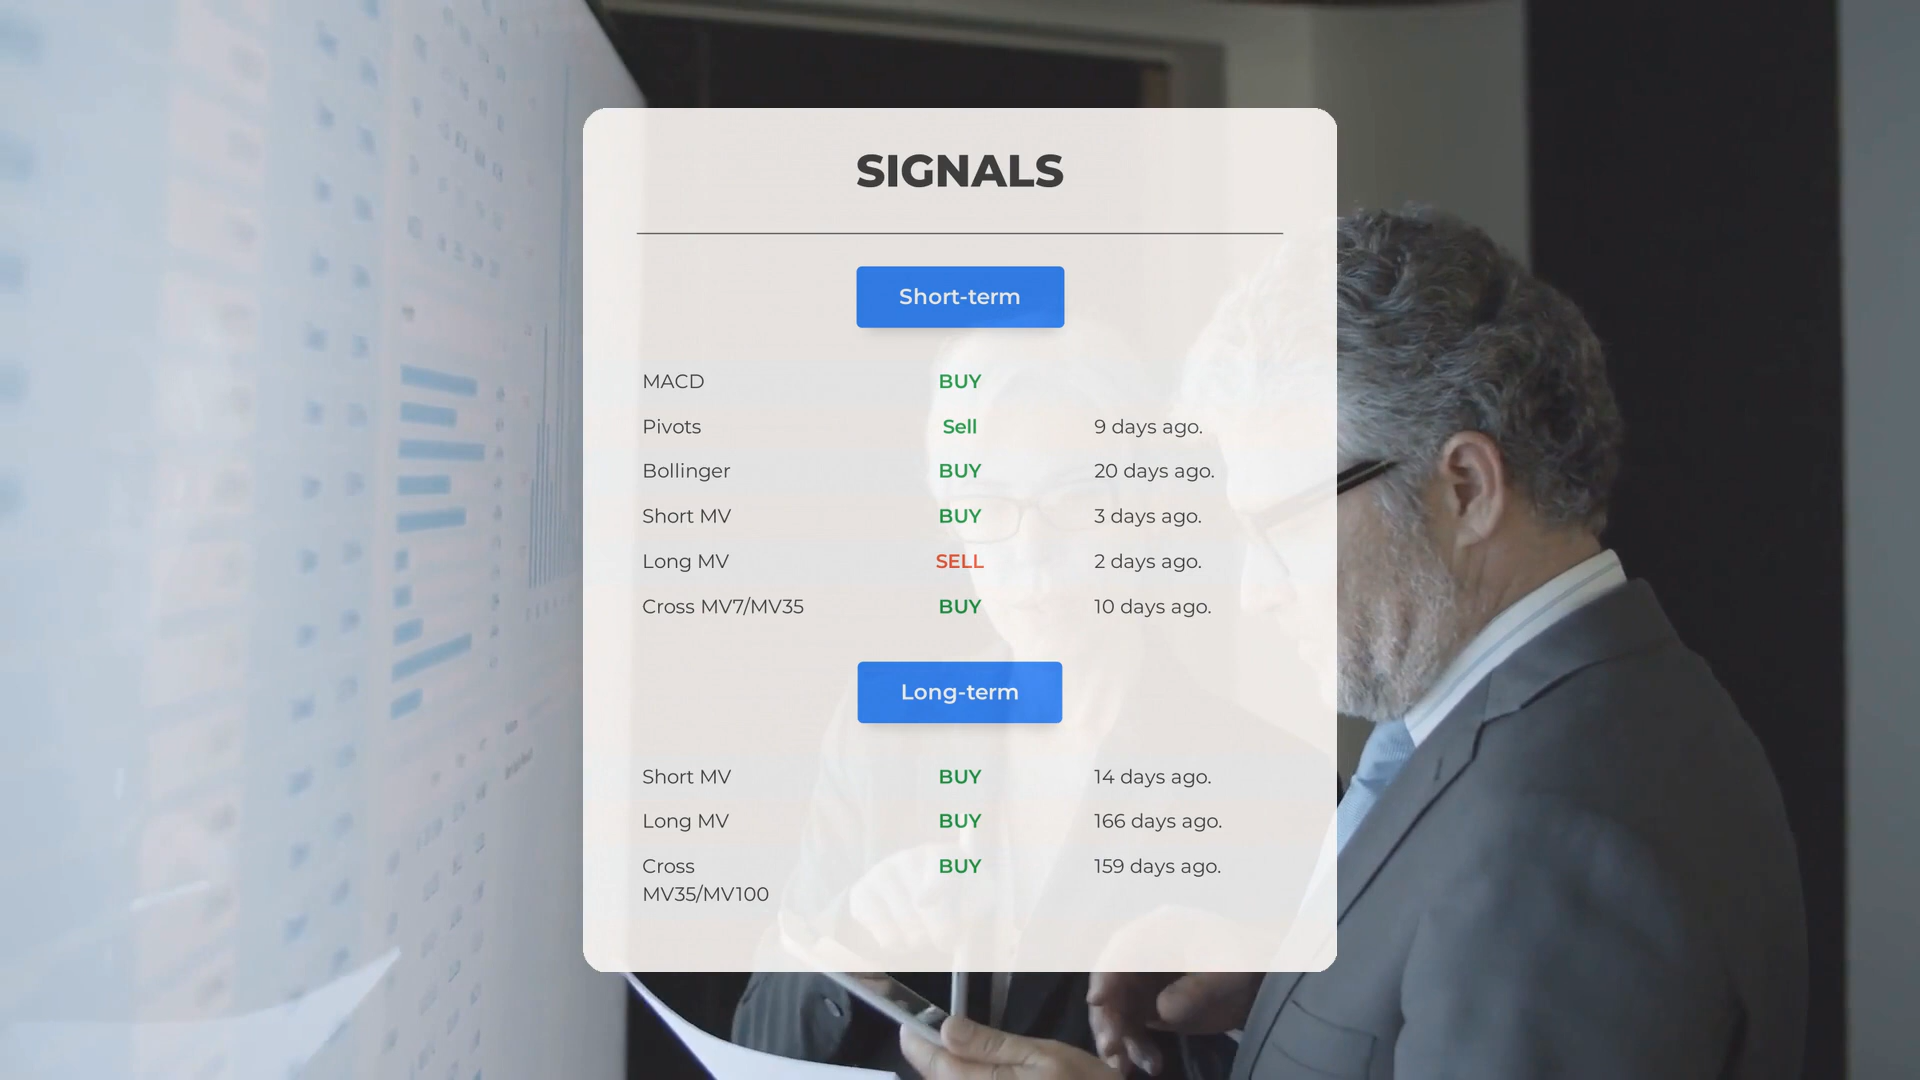 SIGNALS
Short-term
MACD BUY
Pivots Sell 9 days ago.
Bollinger BUY 20 days ago.
Short MV BUY 3 days ago.
Long MV SELL 2 days ago.
Cross MV7/MV35 BUY 10 days ago.
Long-term
Short MV BUY 14 days ago.
Long MV BUY 166 days ago.
Cross BUY 159 days ago.
MV35/MV100